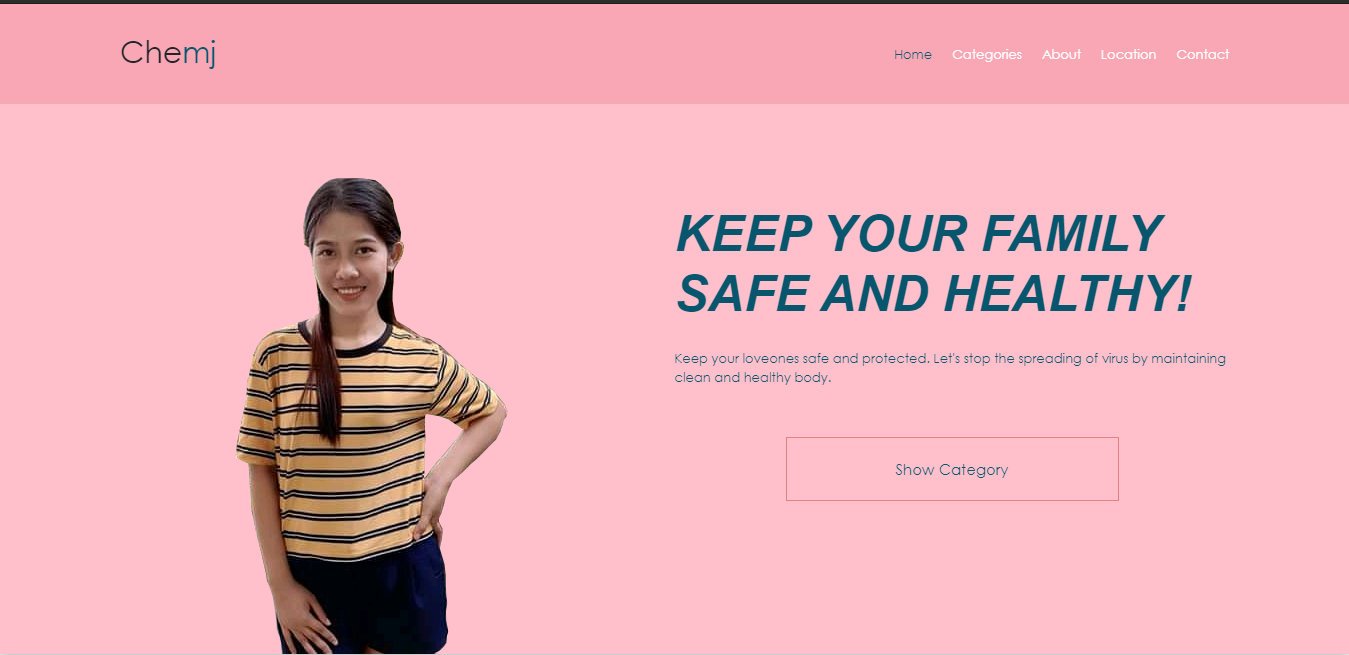 Chemj
Home Categories About Location Contact
KEEP YOUR FAMILY
SAFE AND HEALTHY!
Keep your loveones safe and protected. Let's stop the spreading of virus by maintaining
clean and healthy body.
Show Category